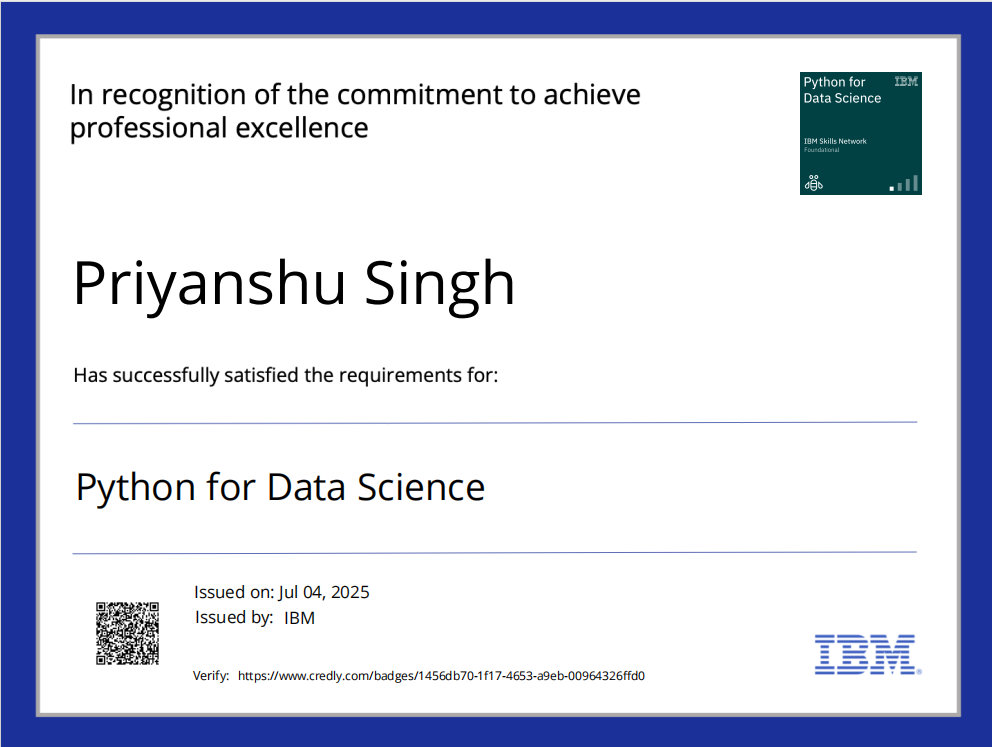 In recognition of the commitment to achieve
professional excellence
Python for
Data Science
IBM
IBM Skills Network
Foundational
Priyanshu Singh
Has successfully satisfied the requirements for:
Python for Data Science
Issued on: Jul 04, 2025
Issued by: IBM
Verify: https://www.credly.com/badges/1456db70-1f17-4653-a9eb-00964326ffd0
IBM®